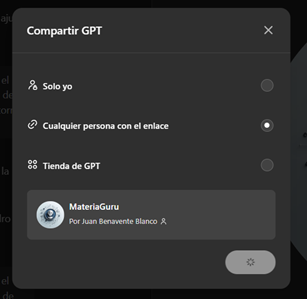 Compartir GPT
Solo yo
Cualquier persona con el enlace
Tienda de GPT
MateriaGuru
Por Juan Benavente Blanco